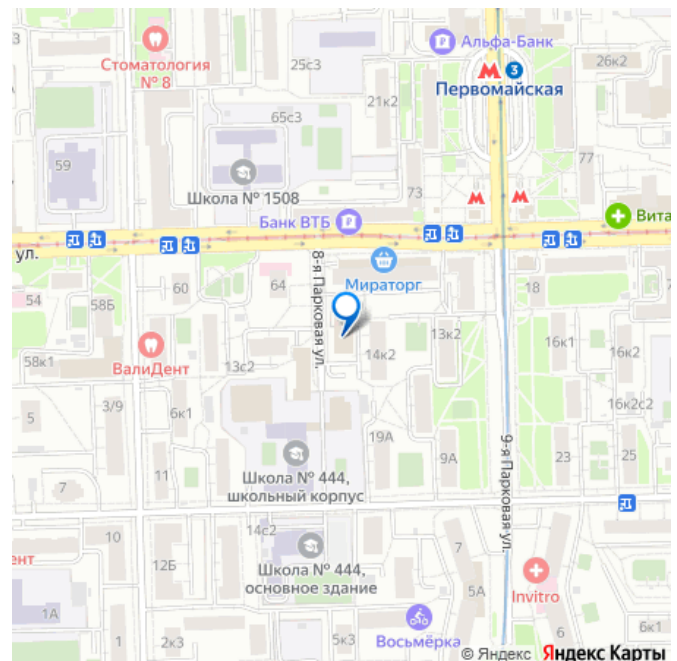 Альфа-Банк
3
Первомайская
26к2
Стоматология
№ 8
25с3
21к2
65с3
59
Школа № 1508
73
77
Банк ВТБ
Вита
ул.
8-я Парковая ул.
Мираторг
54
58Б
60
64
18
ВалиДент
13к2
14к2
16к1
16к2
58к1
13с2
16к2с2
5
3/9
6к1
19А
9А
9-я Парковая ул.
23
25
Школа № 444,
школьный корпус
7
11
10
14с2
ент
12Б
Школа № 444,
основное здание
7
5А
Invitro
1А
1
2к3
5к3
Восьмёрка
6
6к1
© Яндекс Яндекс Карты